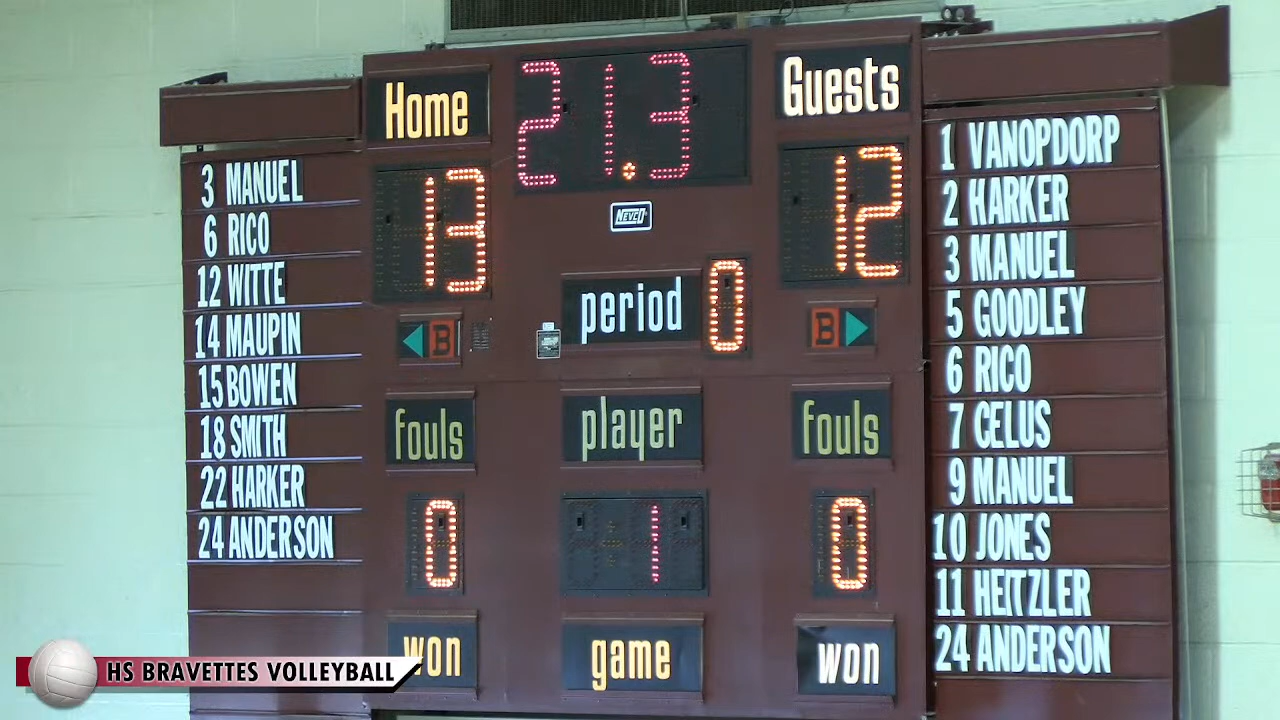 21.3
Home
Guests
13
12
NEVCO
period 0
B
B
fouls
player
fouls
0
1
0
won
game
won
3 MANUEL
6 RICO
12 WITTE
14 MAUPIN
15 BOWEN
18 SMITH
22 HARKER
24 ANDERSON
1 VANOPDORP
2 HARKER
3 MANUEL
5 GOODLEY
6 RICO
7 CELUS
9 MANUEL
10 JONES
11 HEITZLER
24 ANDERSON
HS BRAVETTES VOLLEYBALL